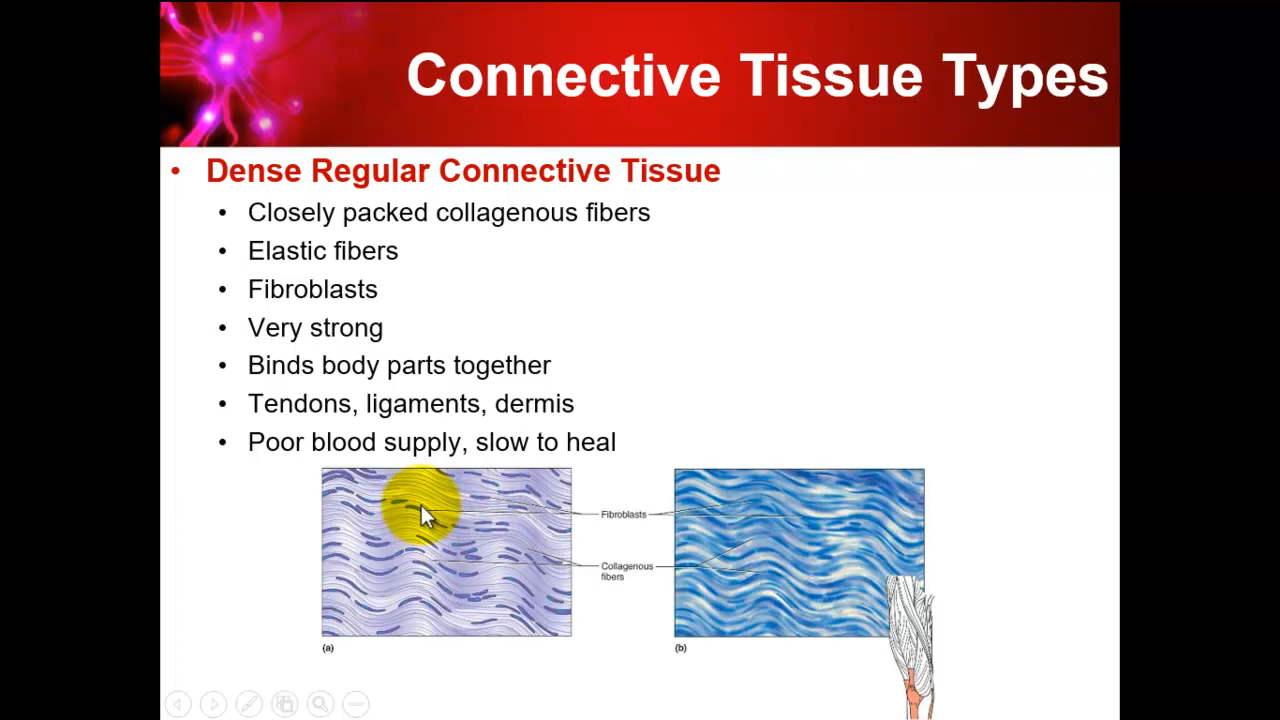 Connective Tissue Types
• Dense Regular Connective Tissue
• Closely packed collagenous fibers
• Elastic fibers
• Fibroblasts
• Very strong
• Binds body parts together
• Tendons, ligaments, dermis
• Poor blood supply, slow to heal
Fibroblasts
Collagenous
fibers
(a)
(b)